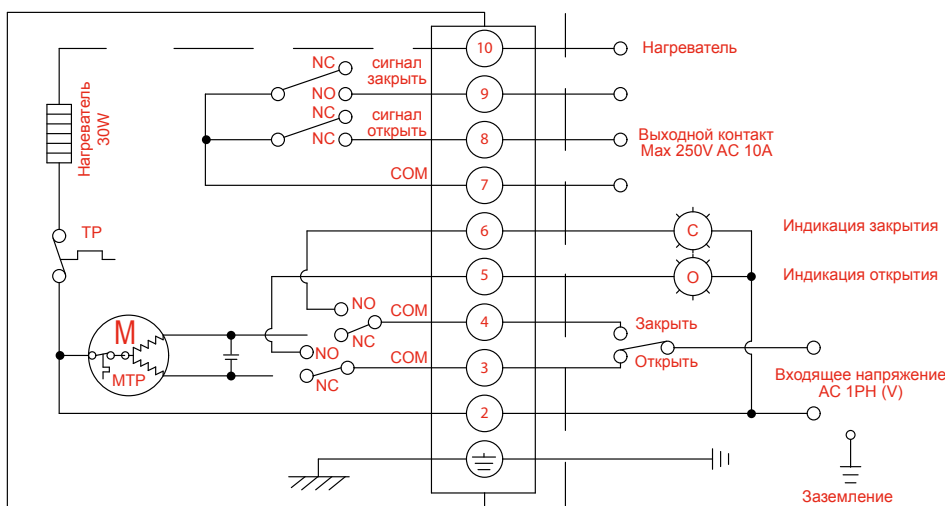 10
Нагреватель
NC
сигнал
закрыть
NO
9
NC
сигнал
открыть
NC
8
Выходной контакт
Max 250V AC 10A
Нагреватель
30W
COM
7
TP
6
C
Индикация закрытия
5
O
Индикация открытия
NO
COM
4
Закрыть
NC
M
MTP
NO
COM
3
Открыть
NC
Входящее напряжение
AC 1PH (V)
2
Заземление